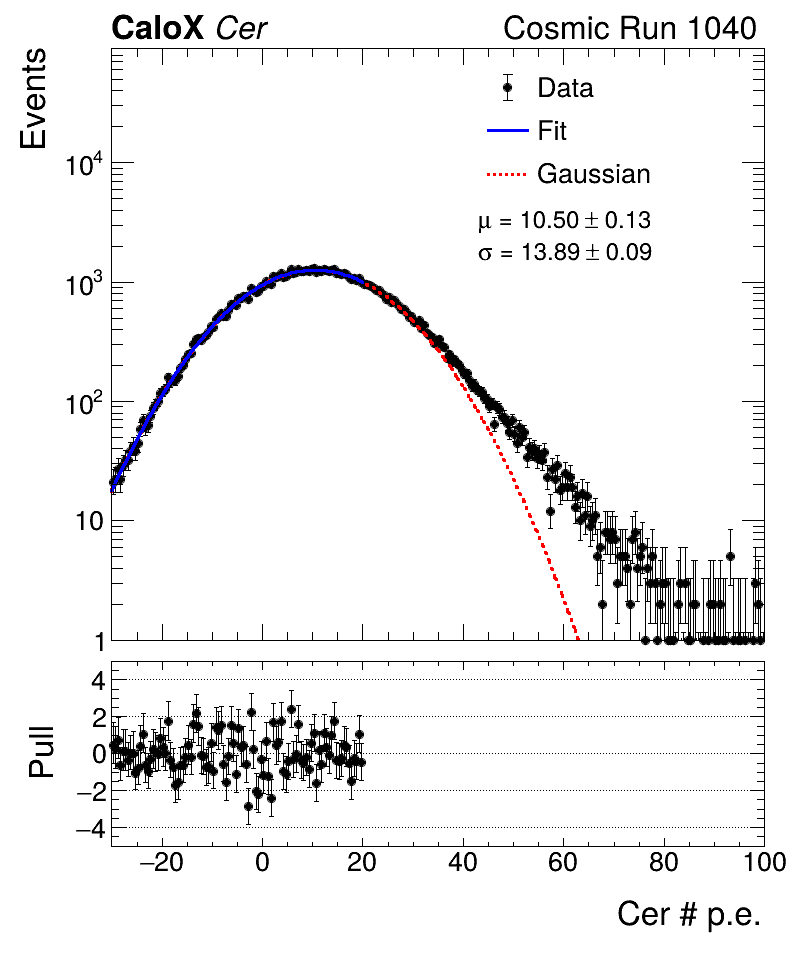 CaloX Cer Cosmic Run 1040
Events
Data
Fit
Gaussian
μ = 10.50 ± 0.13
σ = 13.89 ± 0.09
10⁴
10³
10²
10
1
Pull
4
2
0
−2
−4
−20 0 20 40 60 80 100
Cer # p.e.